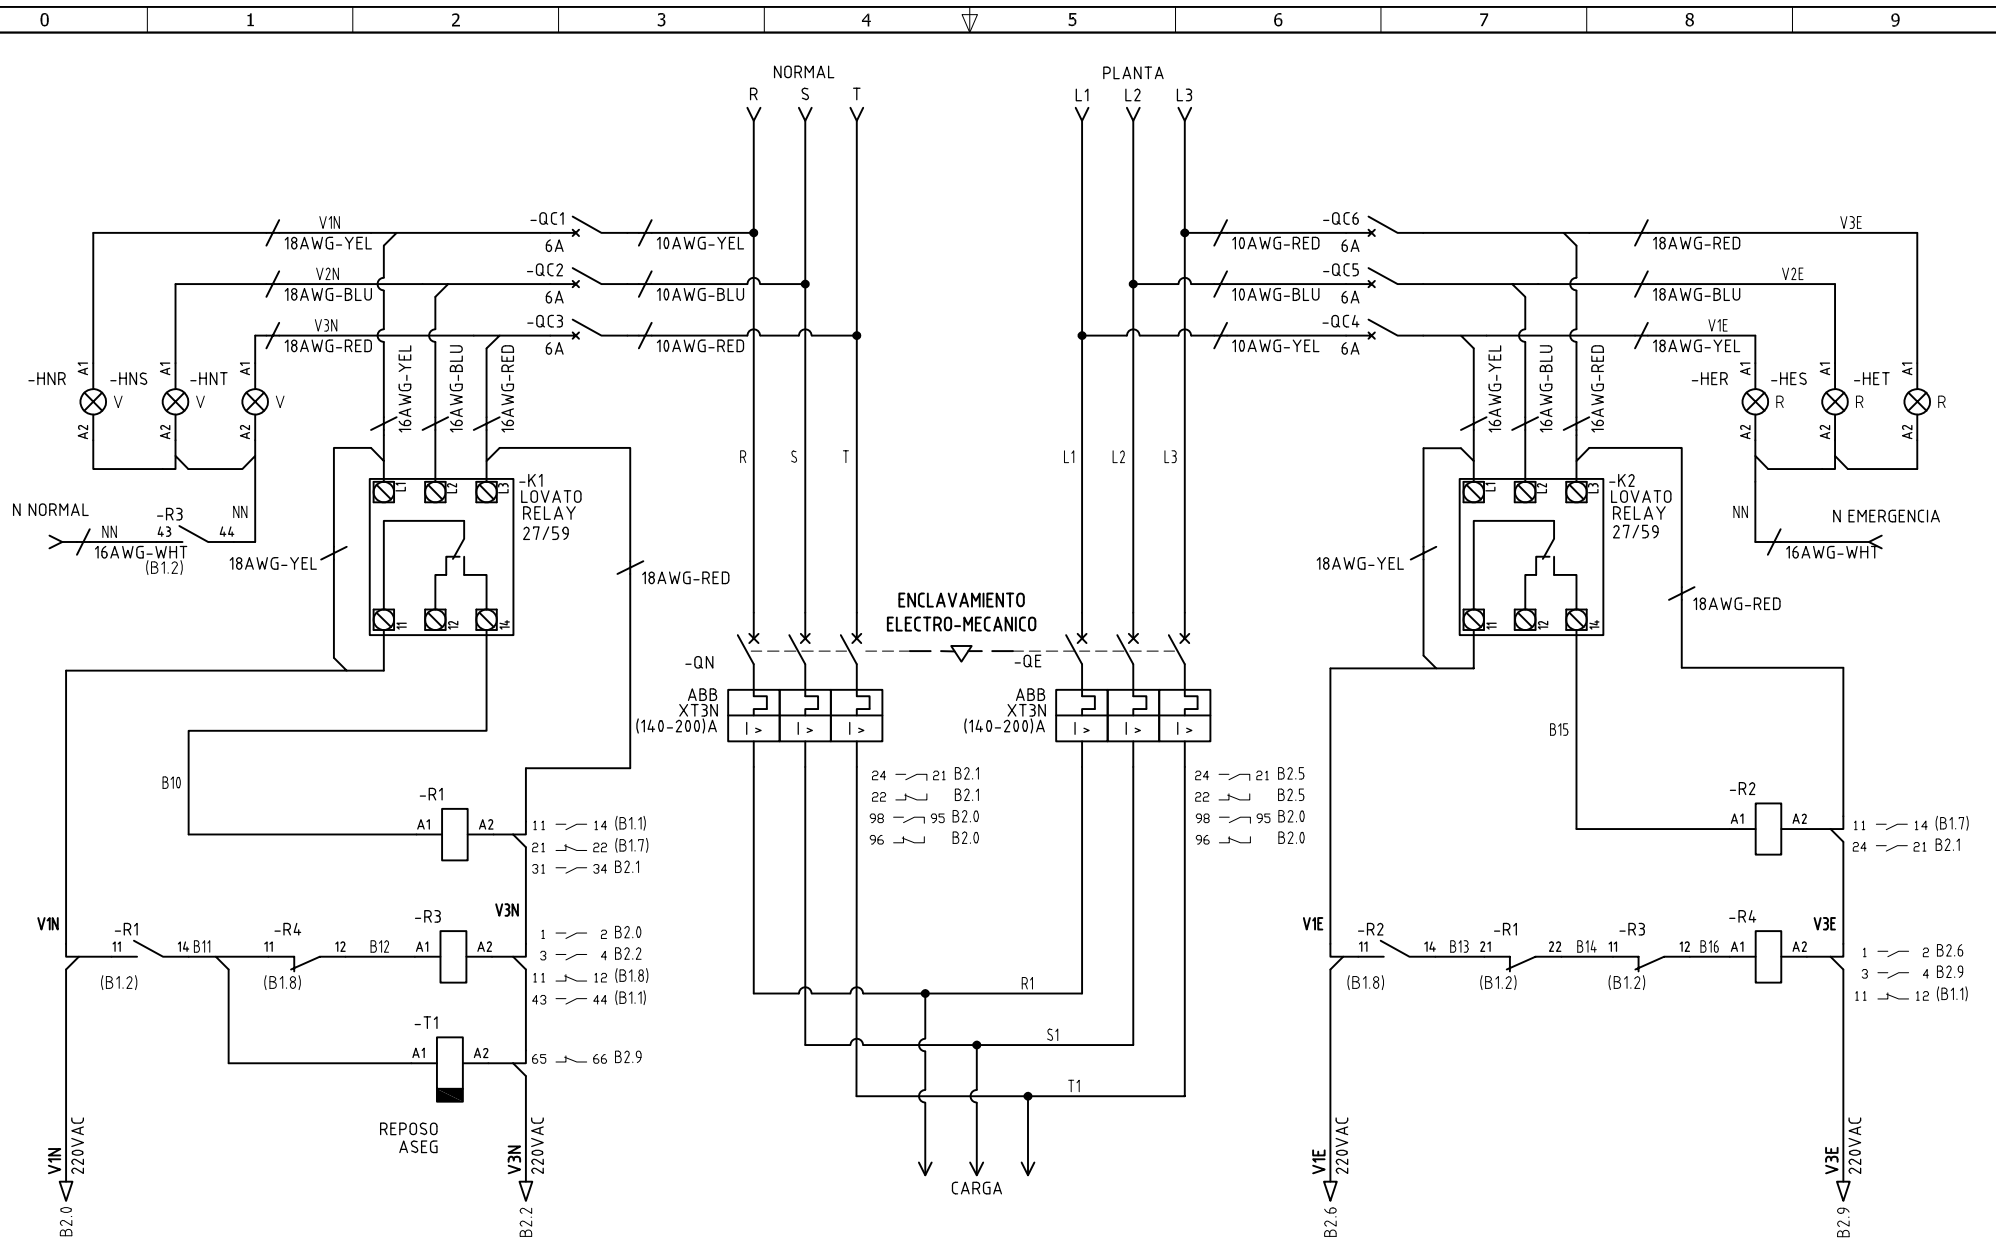 0 1 2 3 4 5 6 7 8 9
NORMAL
R S T
PLANTA
L1 L2 L3
V1N
18AWG-YEL
-QC1
6A
10AWG-YEL
V2N
18AWG-BLU
-QC2
6A
10AWG-BLU
V3N
18AWG-RED
-QC3
6A
10AWG-RED
-QC6
10AWG-RED
6A
V3E
18AWG-RED
-QC5
10AWG-BLU
6A
V2E
18AWG-BLU
-QC4
10AWG-YEL
6A
V1E
18AWG-YEL
-HNR
A1
V
A2
-HNS
A1
V
A2
-HNT
A1
V
A2
16AWG-YEL
16AWG-BLU
16AWG-RED
16AWG-YEL
16AWG-BLU
16AWG-RED
-HER
A1
R
A2
-HES
A1
R
A2
-HET
A1
R
A2
R S T
L1 L2 L3
N NORMAL
NN
16AWG-WHT
-R3
43 44
(B1.2)
NN
18AWG-YEL
L1 L2 L3
-K1
LOVATO
RELAY
27/59
11 12 14
18AWG-RED
ENCLAVAMIENTO
ELECTRO-MECANICO
18AWG-YEL
L1 L2 L3
-K2
LOVATO
RELAY
27/59
11 12 14
18AWG-RED
NN
N EMERGENCIA
16AWG-WHT
-QN
ABB
XT3N
(140-200)A
I > I > I >
-QE
ABB
XT3N
(140-200)A
I > I > I >
24 21 B2.1
22 B2.1
98 95 B2.0
96 B2.0
24 21 B2.5
22 B2.5
98 95 B2.0
96 B2.0
B10
-R1
A1 A2
11 14 (B1.1)
21 22 (B1.7)
31 34 B2.1
B15
-R2
A1 A2
11 14 (B1.7)
24 21 B2.1
V1N
-R1
11 14
(B1.2)
B11
-R4
11 12
(B1.8)
B12
-R3
A1 A2
V3N
1 2 B2.0
3 4 B2.2
11 12 (B1.8)
43 44 (B1.1)
-T1
A1 A2
65 66 B2.9
REPOSO
ASEG
R1
S1
T1
CARGA
V1E
-R2
11 14
(B1.8)
B13
-R1
21 22
(B1.2)
B14
-R3
11 12
(B1.2)
B16
-R4
A1 A2
V3E
1 2 B2.6
3 4 B2.9
11 12 (B1.1)
V1N
220VAC
B2.0
V3N
220VAC
B2.2
V1E
220VAC
B2.6
V3E
220VAC
B2.9